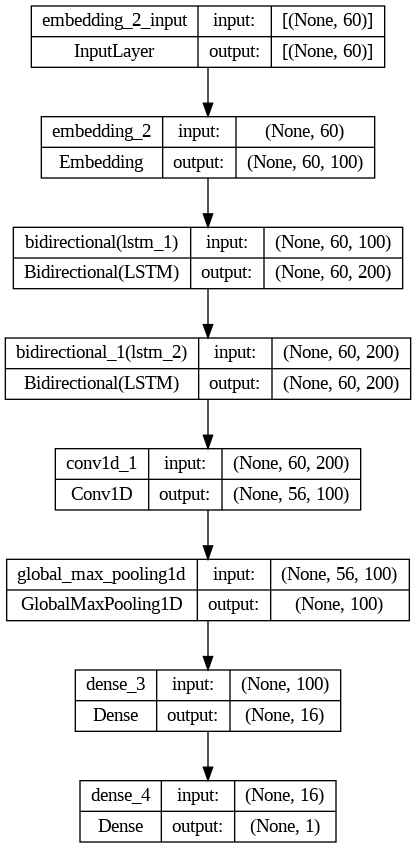 embedding_2_input input: [(None, 60)]
InputLayer output: [(None, 60)]
embedding_2 input: (None, 60)
Embedding output: (None, 60, 100)
bidirectional(lstm_1) input: (None, 60, 100)
Bidirectional(LSTM) output: (None, 60, 200)
bidirectional_1(lstm_2) input: (None, 60, 200)
Bidirectional(LSTM) output: (None, 60, 200)
conv1d_1 input: (None, 60, 200)
Conv1D output: (None, 56, 100)
global_max_pooling1d input: (None, 56, 100)
GlobalMaxPooling1D output: (None, 100)
dense_3 input: (None, 100)
Dense output: (None, 16)
dense_4 input: (None, 16)
Dense output: (None, 1)